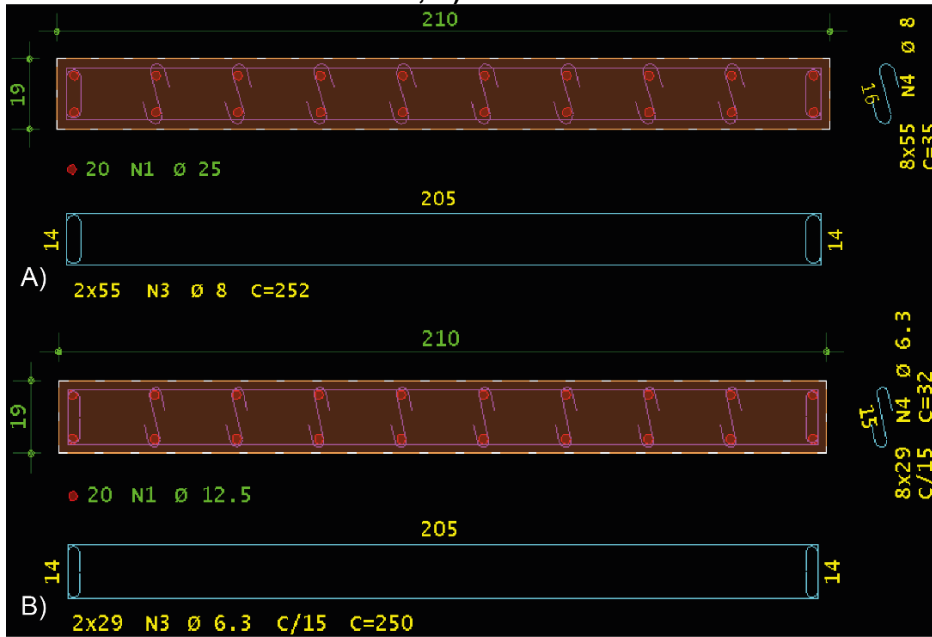 210
19
16
8x55 N4 Ø 8
C=35
20 N1 Ø 25
205
14
14
A)
2x55 N3 Ø 8 C=252
210
19
15
8x29 N4 Ø 6.3
C/15 C=32
20 N1 Ø 12.5
205
14
14
B)
2x29 N3 Ø 6.3 C/15 C=250